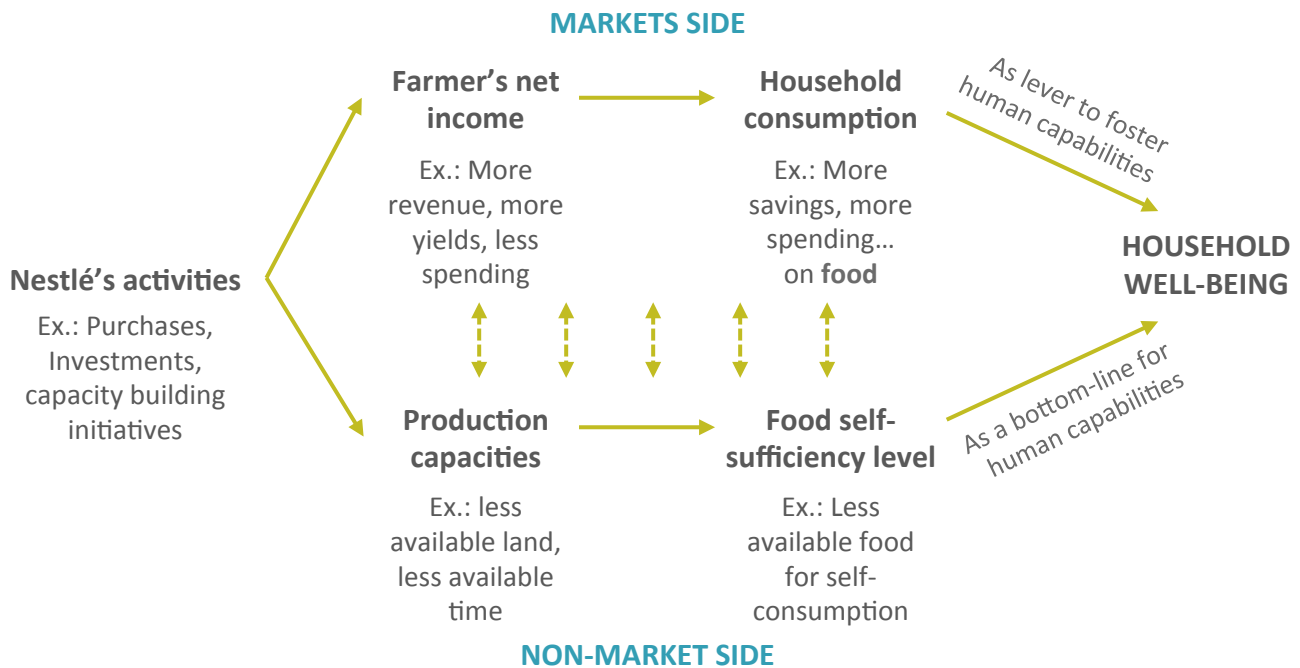 MARKETS SIDE
Farmer's net
income
Ex.: More
revenue, more
yields, less
spending
Household
consumption
Ex.: More
savings, more
spending...
on food
As lever to foster
human capabilities
Nestlé's activities
Ex.: Purchases,
Investments,
capacity building
initiatives
HOUSEHOLD
WELL-BEING
Production
capacities
Ex.: less
available land,
less available
time
Food self-
sufficiency level
Ex.: Less
available food
for self-
consumption
As a bottom-line for
human capabilities
NON-MARKET SIDE